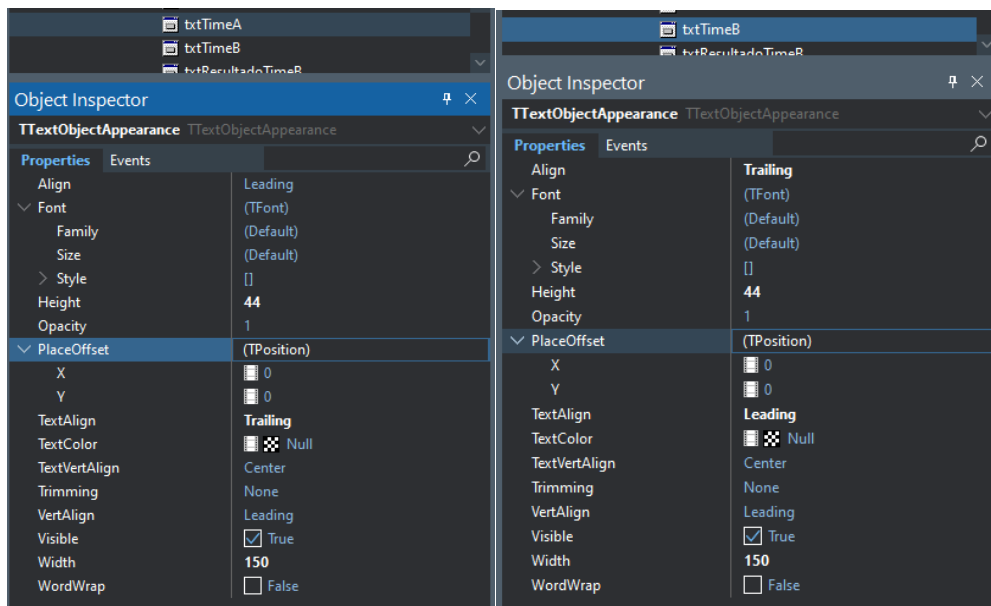 txtTimeA
txtTimeB
txtResultadoTimeB
Object Inspector
TTextObjectAppearance TTextObjectAppearance
Properties Events
Align Leading
Font (TFont)
Family (Default)
Size (Default)
Style []
Height 44
Opacity 1
PlaceOffset (TPosition)
X 0
Y 0
TextAlign Trailing
TextColor Null
TextVertAlign Center
Trimming None
VertAlign Leading
Visible True
Width 150
WordWrap False
txtTimeB
txtResultadoTimeB
Object Inspector
TTextObjectAppearance TTextObjectAppearance
Properties Events
Align Trailing
Font (TFont)
Family (Default)
Size (Default)
Style []
Height 44
Opacity 1
PlaceOffset (TPosition)
X 0
Y 0
TextAlign Leading
TextColor Null
TextVertAlign Center
Trimming None
VertAlign Leading
Visible True
Width 150
WordWrap False